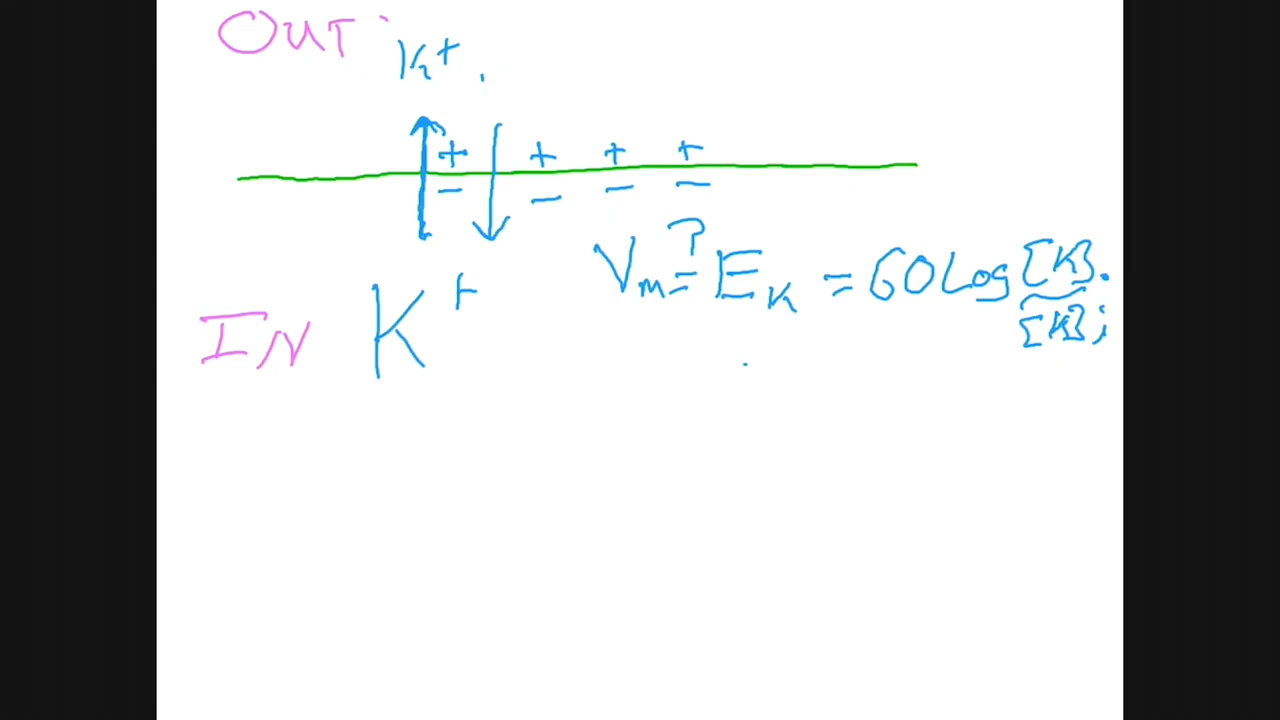 OUT
K+
+ + + +
- - - -
Vm ?= EK = 60 Log [K]o / [K]i
IN K+